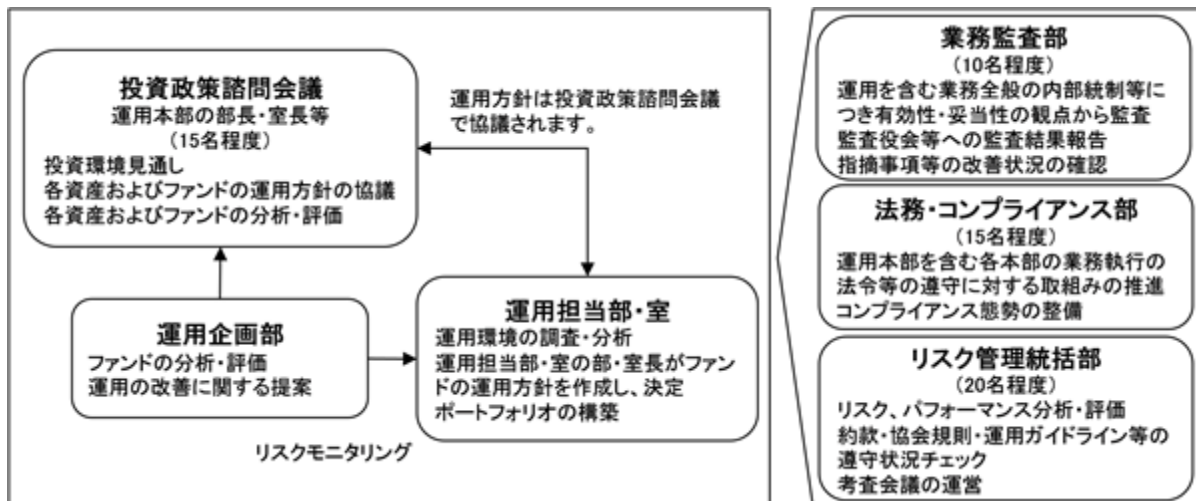 投資政策諮問会議
運用本部の部長・室長等
(15名程度)
投資環境見通し
各資産およびファンドの運用方針の協議
各資産およびファンドの分析・評価
運用方針は投資政策諮問会議
で協議されます。
運用企画部
ファンドの分析・評価
運用の改善に関する提案
運用担当部・室
運用環境の調査・分析
運用担当部・室の部・室長がファン
ドの運用方針を作成し、決定
ポートフォリオの構築
リスクモニタリング
業務監査部
(10名程度)
運用を含む業務全般の内部統制等に
つき有効性・妥当性の観点から監査
監査役会等への監査結果報告
指摘事項等の改善状況の確認
法務・コンプライアンス部
(15名程度)
運用本部を含む各本部の業務執行の
法令等の遵守に対する取組みの推進
コンプライアンス態勢の整備
リスク管理統括部
(20名程度)
リスク、パフォーマンス分析・評価
約款・協会規則・運用ガイドライン等の
遵守状況チェック
考査会議の運営